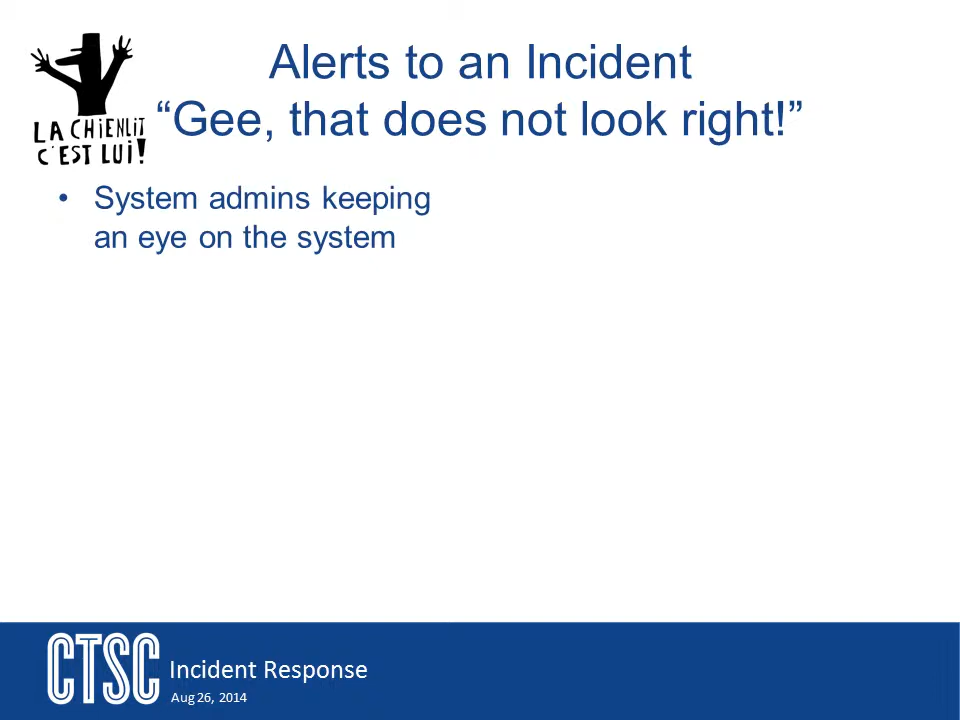 Alerts to an Incident
“Gee, that does not look right!”
LA CHiENLiT
C'EST LUi!
• System admins keeping
an eye on the system
CTSC
Incident Response
Aug 26, 2014